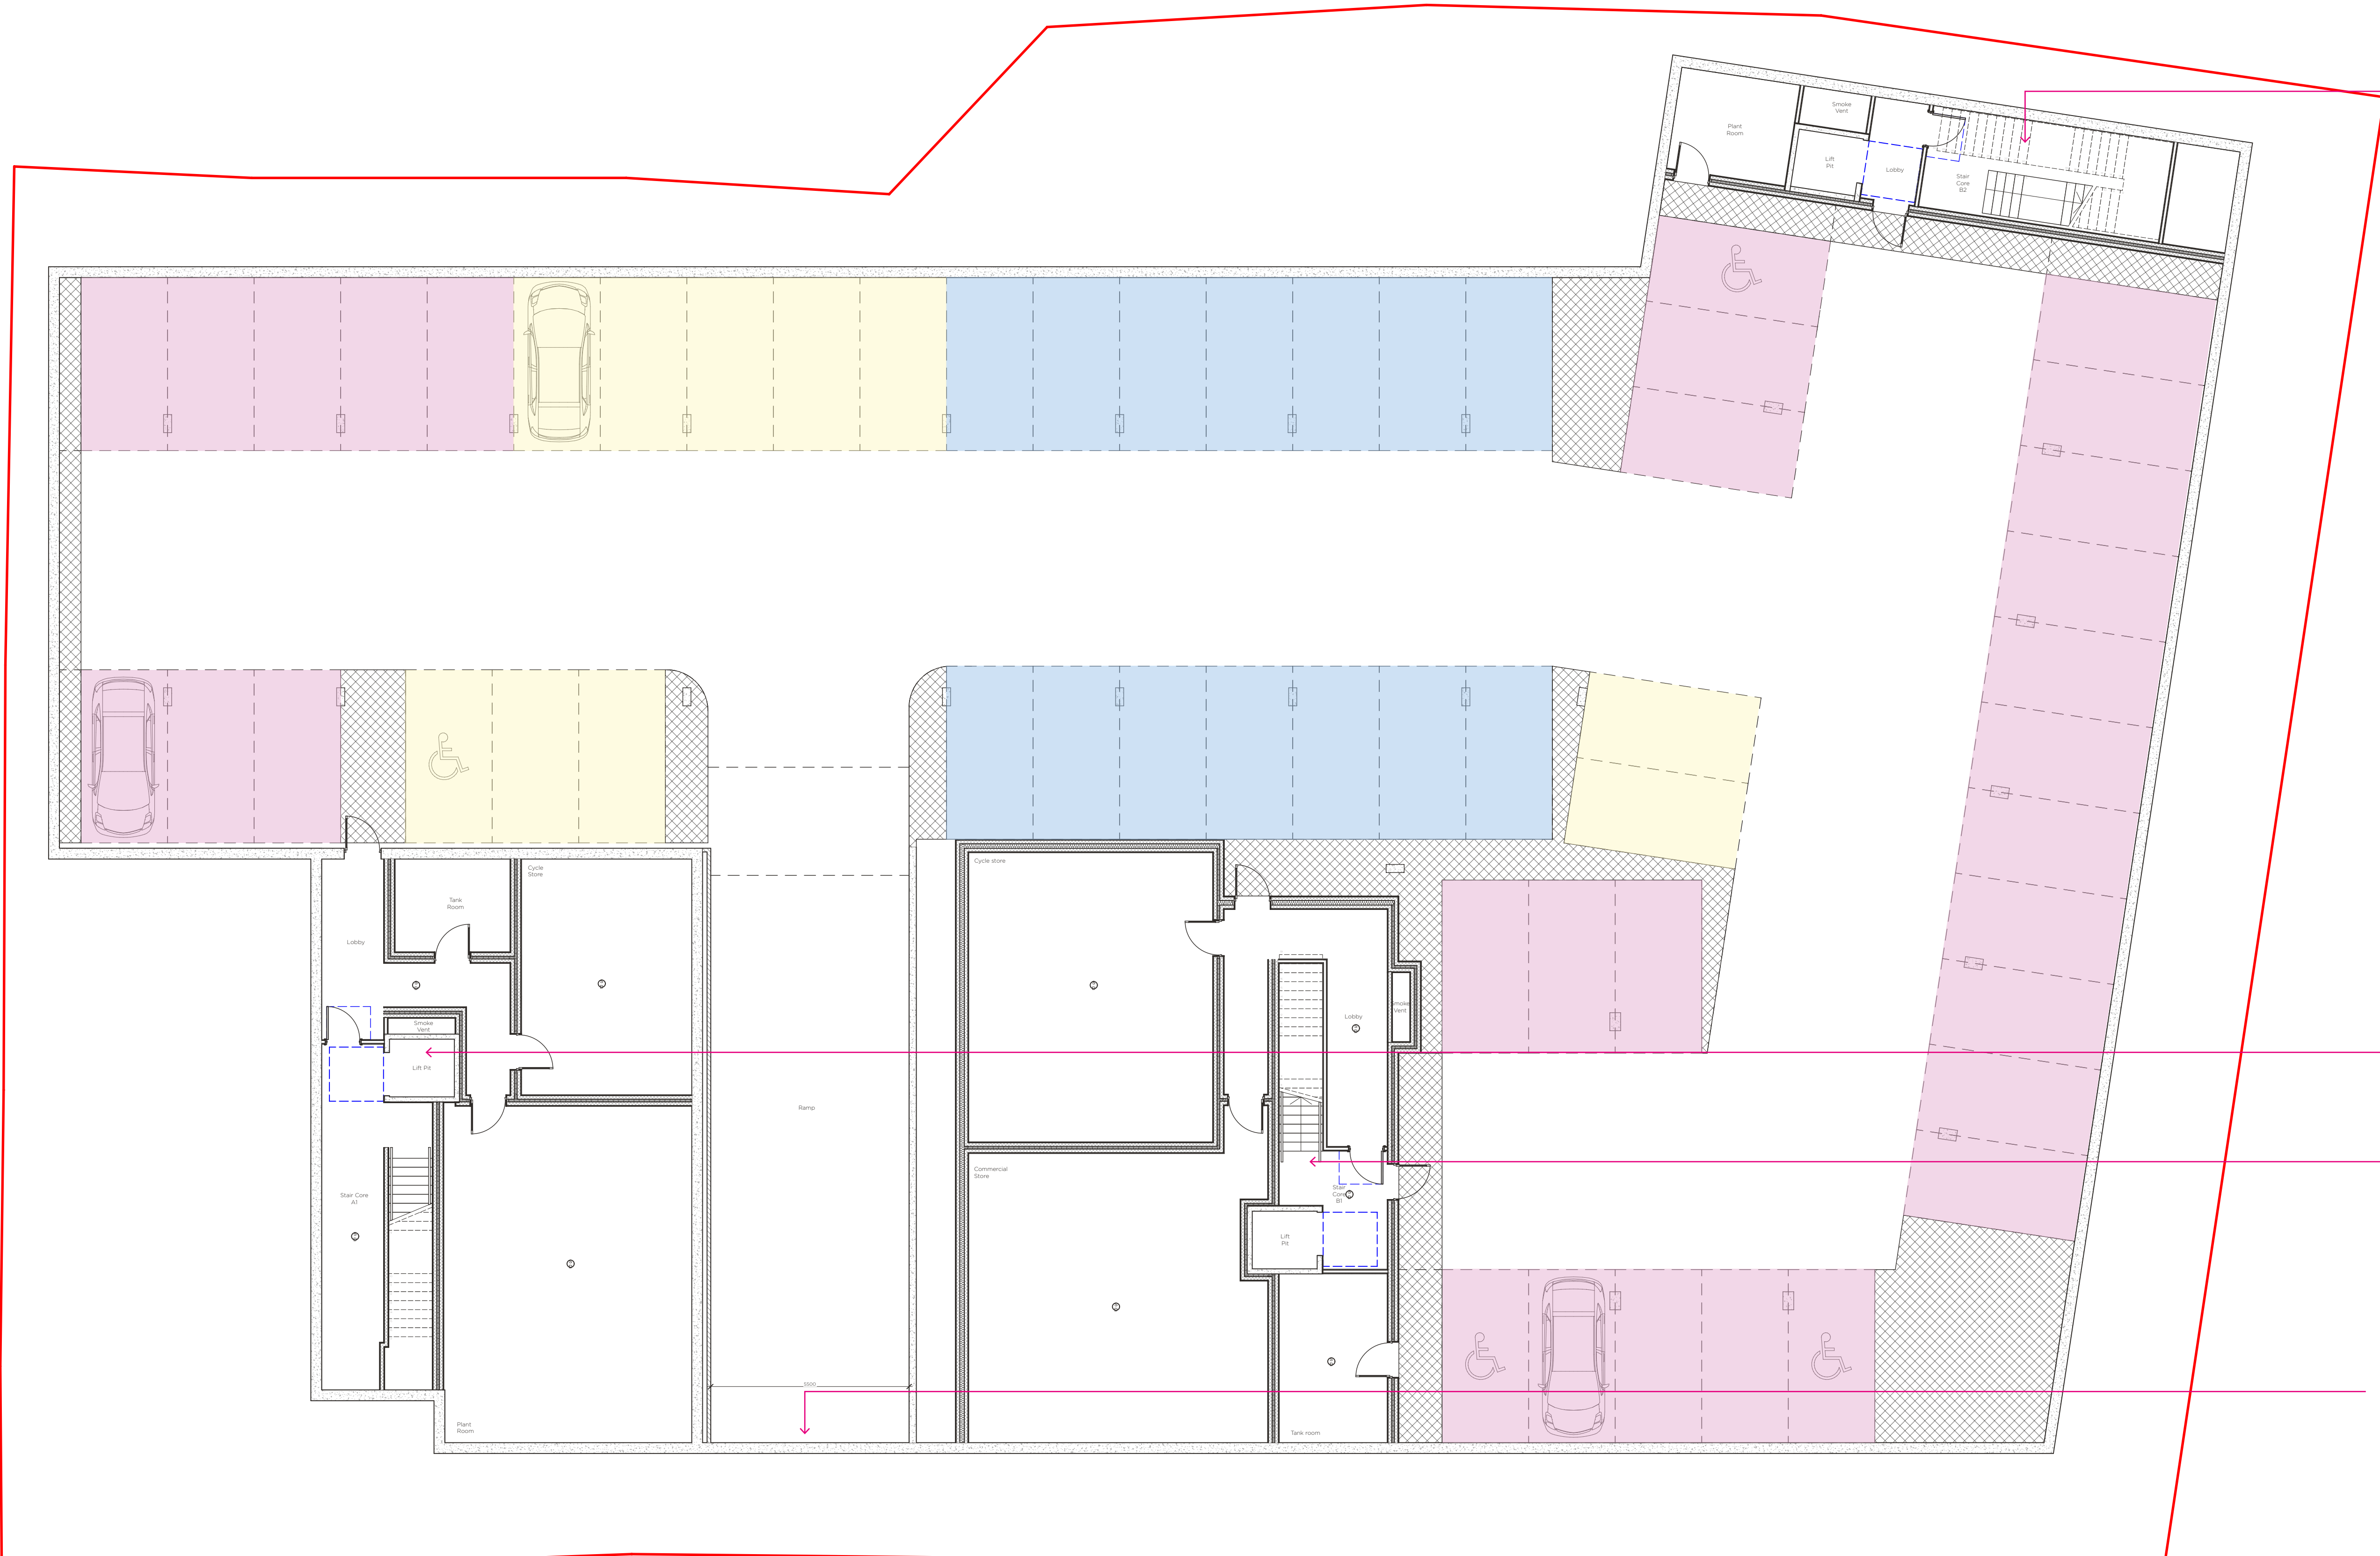 Smoke
Vent
Plant
Room
Lift
Pit
Lobby
Stair
Core
B2
Cycle
Store
Cycle store
Tank
Room
Lobby
Smoke
Vent
Lift Pit
Smoke
Vent
Lobby
Ramp
Commercial
Store
Stair Core
A1
Stair
Core
B1
Lift
Pit
5500
Plant
Room
Tank room